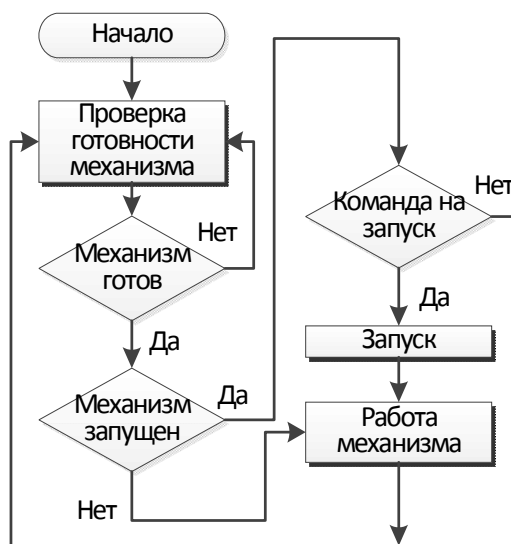 Начало
Проверка
готовности
механизма
Нет
Механизм
готов
Да
Механизм
запущен
Да
Нет
Команда на
запуск
Нет
Да
Запуск
Работа
механизма